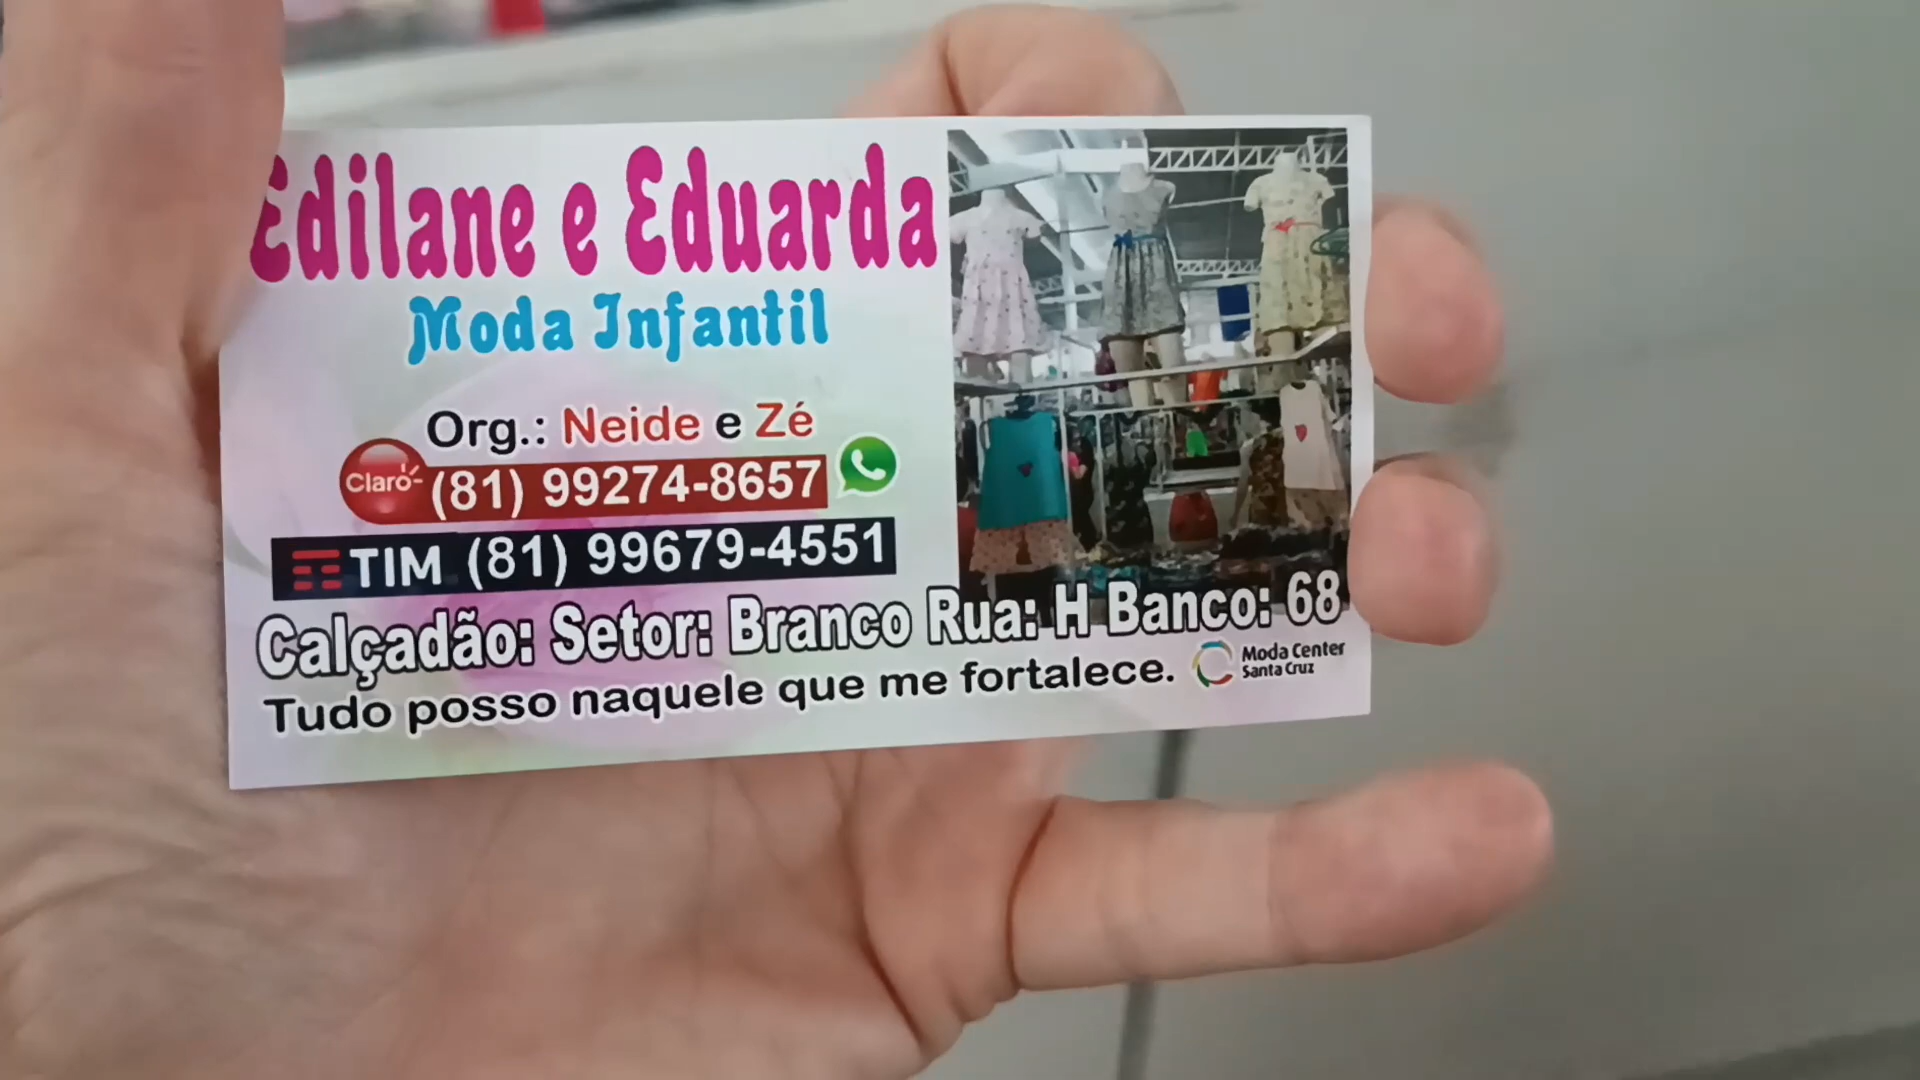 Edilane e Eduarda
Moda Infantil
Org.: Neide e Zé
Claro (81) 99274-8657
TIM (81) 99679-4551
Calçadão: Setor: Branco Rua: H Banco: 68
Tudo posso naquele que me fortalece.
Moda Center
Santa Cruz